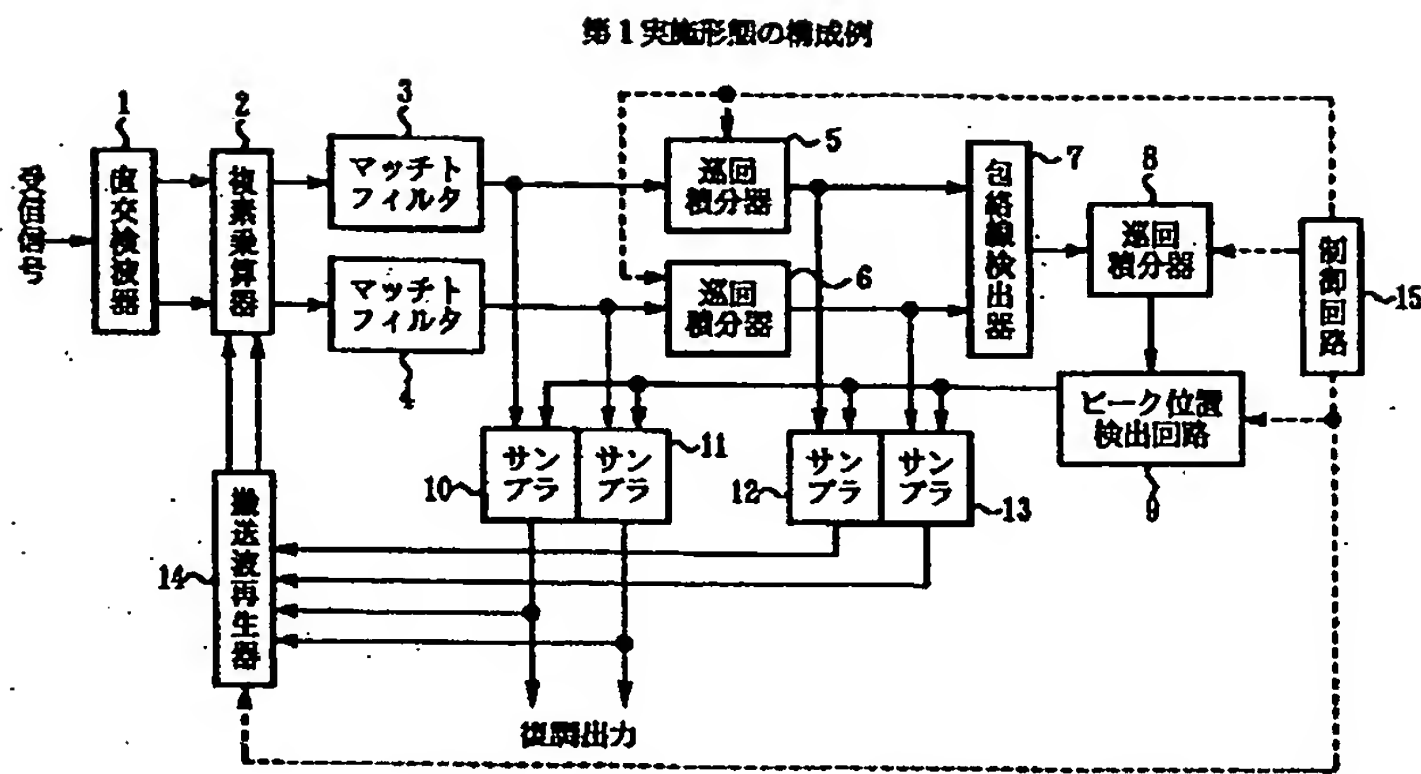 第1実施形態の構成例
受信信号
1
直交検波器
2
複素乗算器
3
マッチト
フィルタ
マッチト
フィルタ
4
5
巡回
積分器
巡回
積分器
6
包絡線検出器
7
8
巡回
積分器
制御回路
15
ピーク位置
検出回路
9
10
サン
プラ
サン
プラ
11
12
サン
プラ
サン
プラ
13
14
搬送波再生器
復調出力